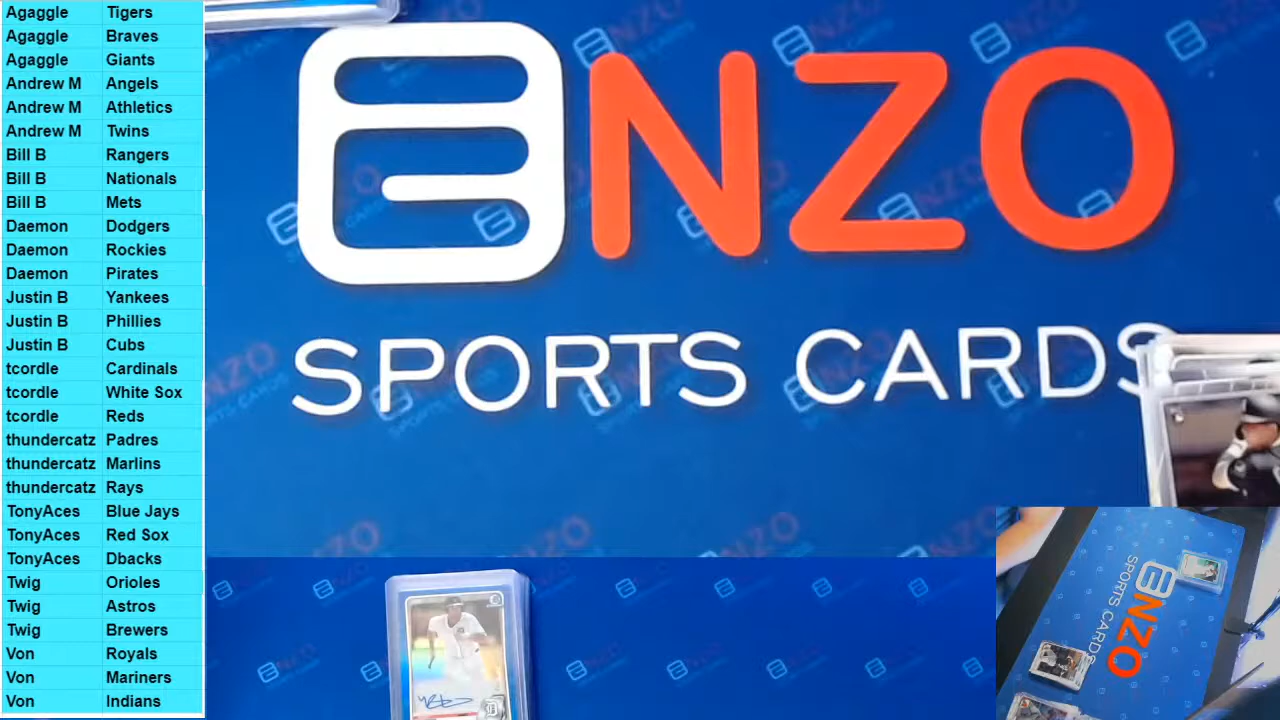 Agaggle Tigers
Agaggle Braves
Agaggle Giants
Andrew M Angels
Andrew M Athletics
Andrew M Twins
Bill B Rangers
Bill B Nationals
Bill B Mets
Daemon Dodgers
Daemon Rockies
Daemon Pirates
Justin B Yankees
Justin B Phillies
Justin B Cubs
tcordle Cardinals
tcordle White Sox
tcordle Reds
thundercatz Padres
thundercatz Marlins
thundercatz Rays
TonyAces Blue Jays
TonyAces Red Sox
TonyAces Dbacks
Twig Orioles
Twig Astros
Twig Brewers
Von Royals
Von Mariners
Von Indians
ENZO
SPORTS CARDS
ENZO
SPORTS CARDS